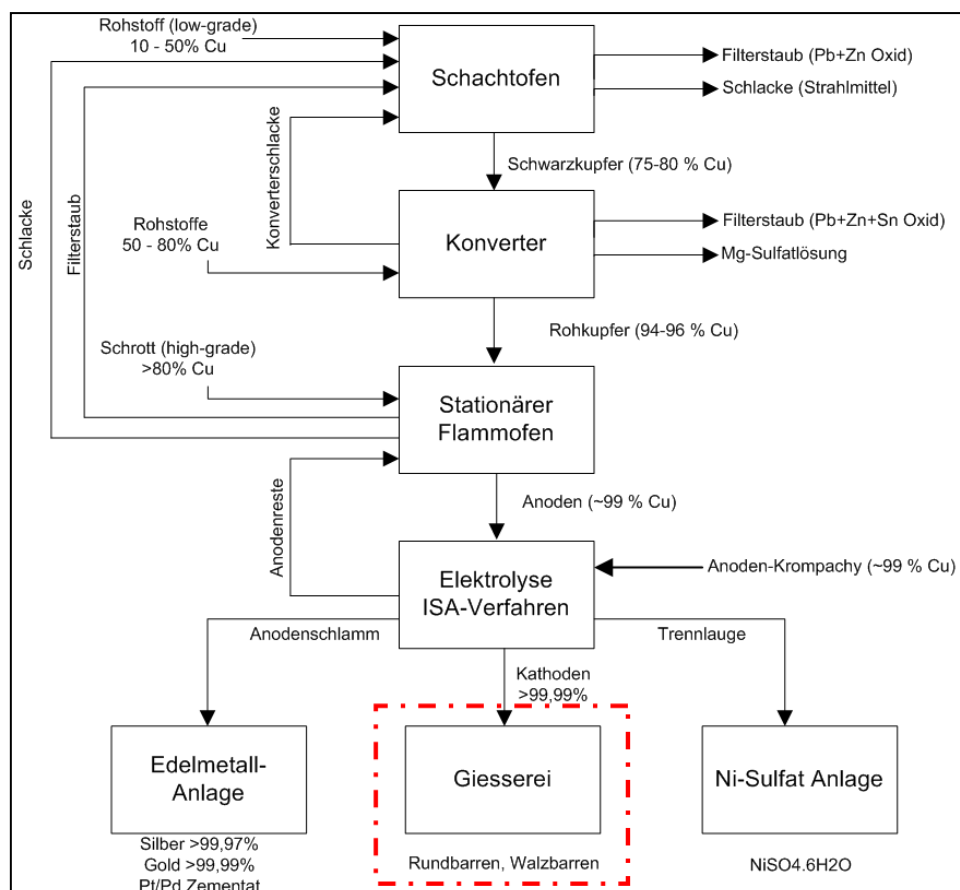 Rohstoff (low-grade)
10 - 50% Cu
Schachtofen
Filterstaub (Pb+Zn Oxid)
Schlacke (Strahlmittel)
Schlacke
Filterstaub
Konverterschlacke
Schwarzkupfer (75-80 % Cu)
Rohstoffe
50 - 80% Cu
Konverter
Filterstaub (Pb+Zn+Sn Oxid)
Mg-Sulfatlösung
Rohkupfer (94-96 % Cu)
Schrott (high-grade)
>80% Cu
Stationärer
Flammofen
Anodenreste
Anoden (~99 % Cu)
Elektrolyse
ISA-Verfahren
Anoden-Krompachy (~99 % Cu)
Anodenschlamm
Trennlauge
Kathoden
>99,99%
Edelmetall-
Anlage
Giesserei
Ni-Sulfat Anlage
Silber >99,97%
Gold >99,99%
Pt/Pd Zementat
Rundbarren, Walzbarren
NiSO4.6H2O